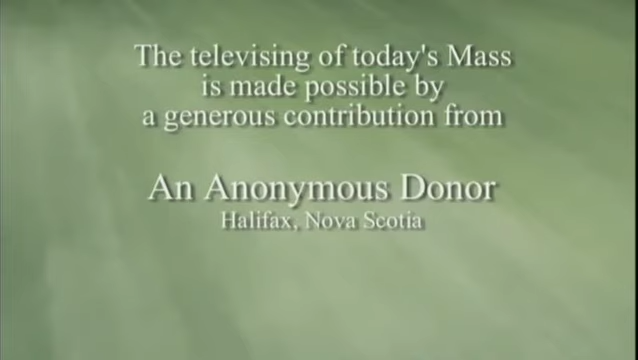 The televising of today's Mass
is made possible by
a generous contribution from
An Anonymous Donor
Halifax, Nova Scotia